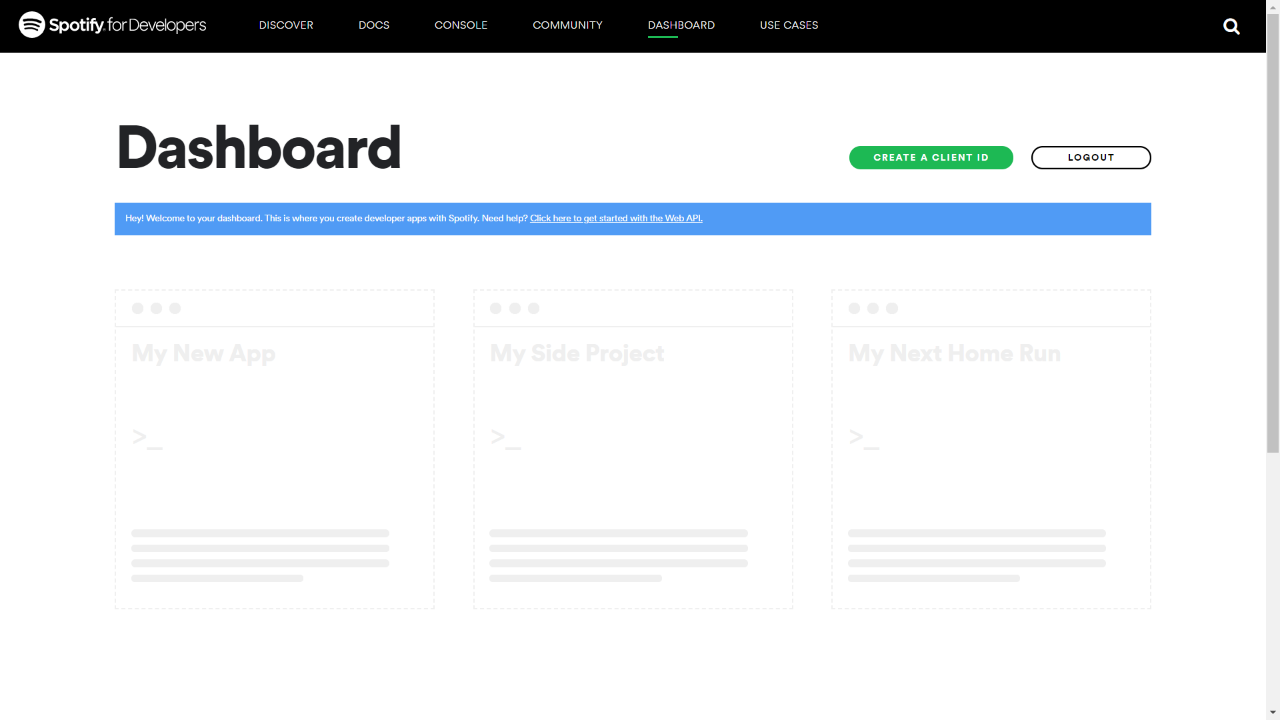 Spotify for Developers DISCOVER DOCS CONSOLE COMMUNITY DASHBOARD USE CASES
Dashboard
CREATE A CLIENT ID LOGOUT
Hey! Welcome to your dashboard. This is where you create developer apps with Spotify. Need help? Click here to get started with the Web API.
My New App My Side Project My Next Home Run
>_ >_ >_